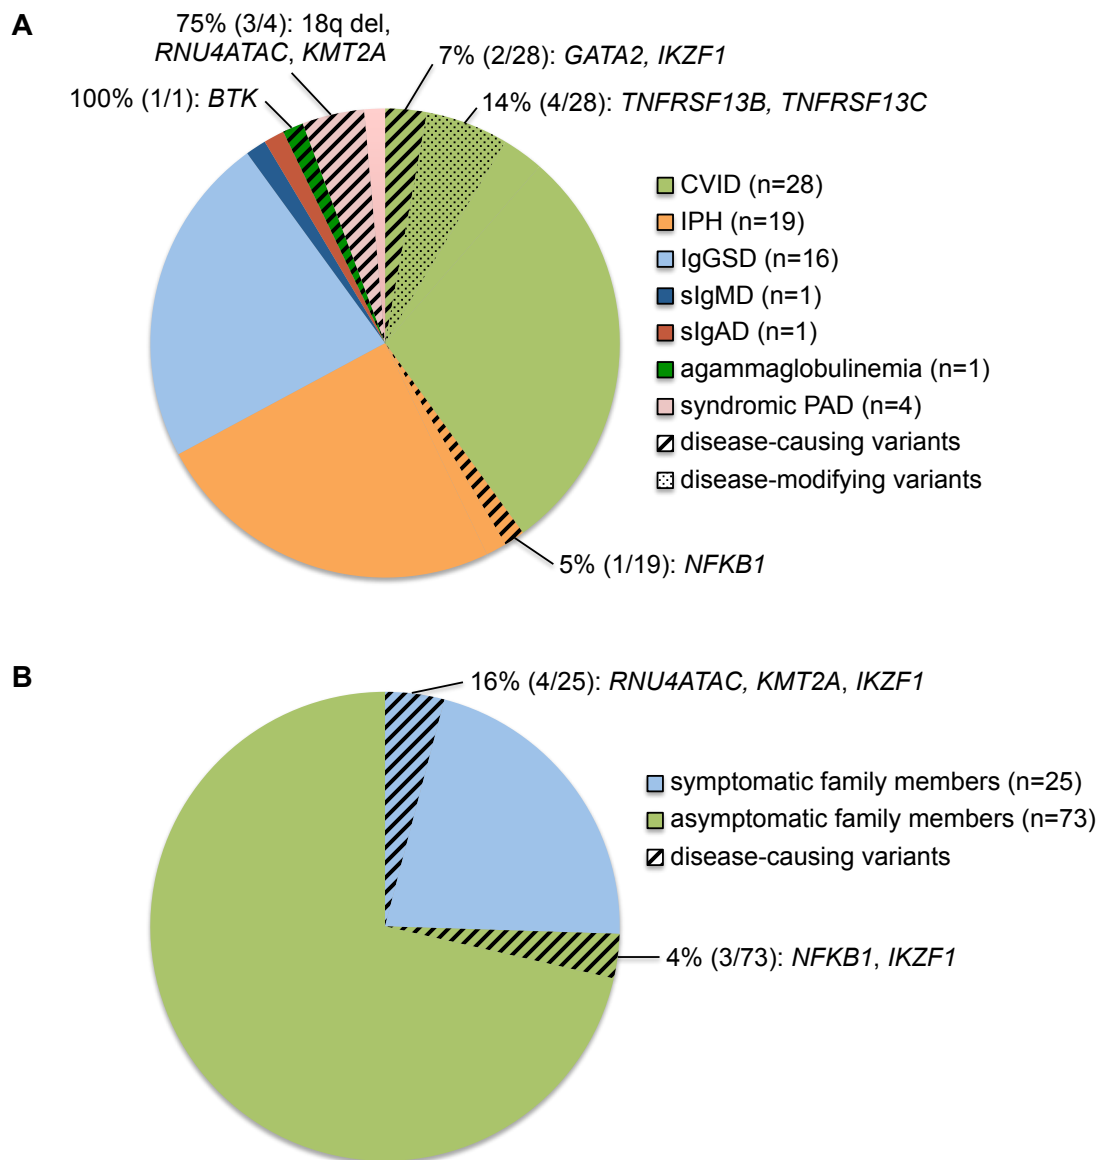 A
75% (3/4): 18q del,
RNU4ATAC, KMT2A
7% (2/28): GATA2, IKZF1
100% (1/1): BTK
14% (4/28): TNFRSF13B, TNFRSF13C
CVID (n=28)
IPH (n=19)
IgGSD (n=16)
sIgMD (n=1)
sIgAD (n=1)
agammaglobulinemia (n=1)
syndromic PAD (n=4)
disease-causing variants
disease-modifying variants
5% (1/19): NFKB1
B
16% (4/25): RNU4ATAC, KMT2A, IKZF1
symptomatic family members (n=25)
asymptomatic family members (n=73)
disease-causing variants
4% (3/73): NFKB1, IKZF1